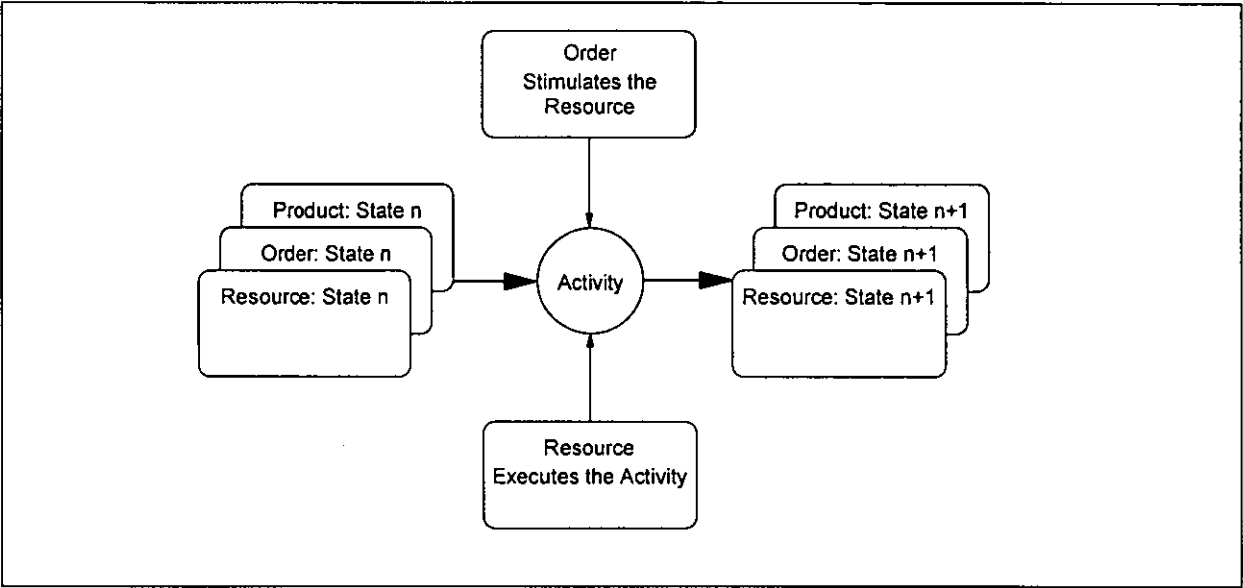 Order
Stimulates the
Resource
Product: State n
Order: State n
Resource: State n
Activity
Product: State n+1
Order: State n+1
Resource: State n+1
Resource
Executes the Activity